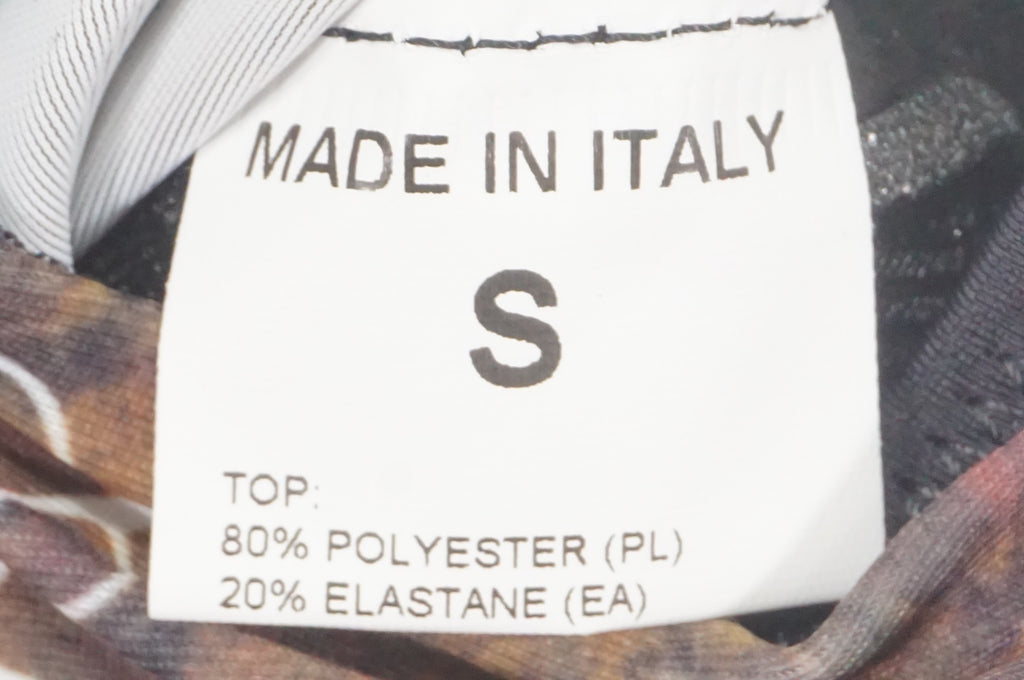 MADE IN ITALY
S
TOP:
80% POLYESTER (PL)
20% ELASTANE (EA)